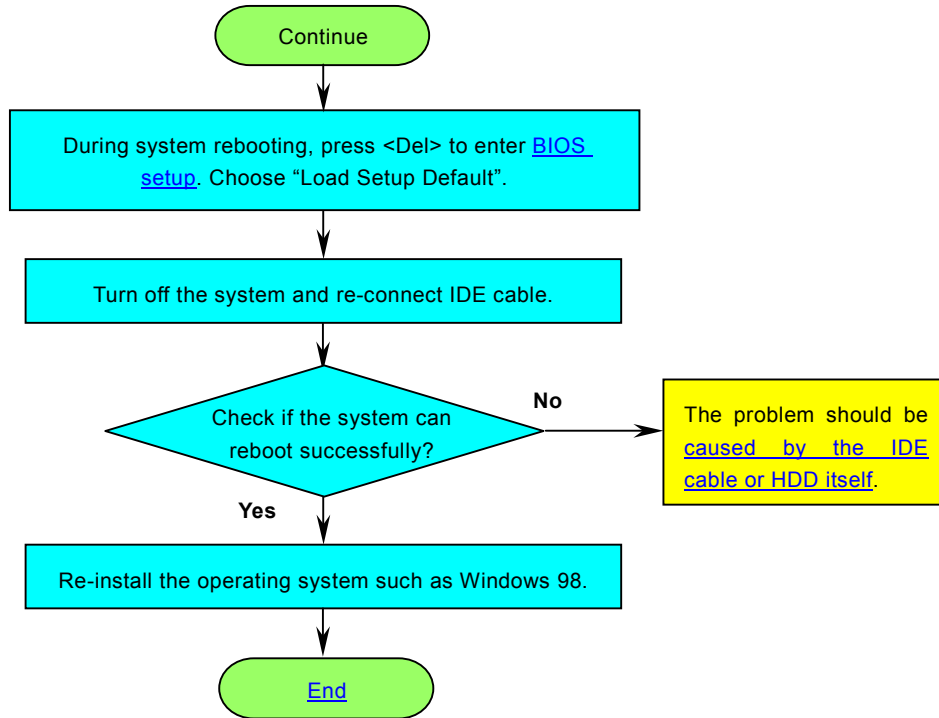 Continue
During system rebooting, press <Del> to enter BIOS
setup. Choose “Load Setup Default”.
Turn off the system and re-connect IDE cable.
Check if the system can
reboot successfully?
No
The problem should be
caused by the IDE
cable or HDD itself.
Yes
Re-install the operating system such as Windows 98.
End